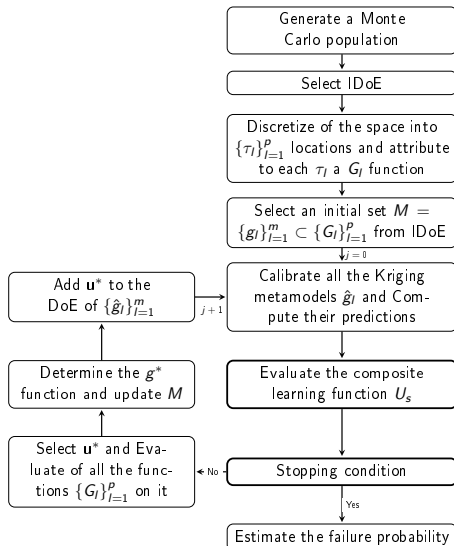 Generate a Monte
Carlo population
Select IDoE
Discretize of the space into
{τ_l}_{l=1}^p locations and attribute
to each τ_l a G_l function
Select an initial set M =
{g_l}_{l=1}^m ⊂ {G_l}_{l=1}^p from IDoE
j=0
Calibrate all the Kriging
metamodels ĝ_l and Com-
pute their predictions
Evaluate the composite
learning function U_s
Stopping condition
Yes
Estimate the failure probability
No
Select u* and Eva-
luate of all the func-
tions {G_l}_{l=1}^p on it
Determine the g*
function and update M
Add u* to the
DoE of {ĝ_l}_{l=1}^m
j + 1